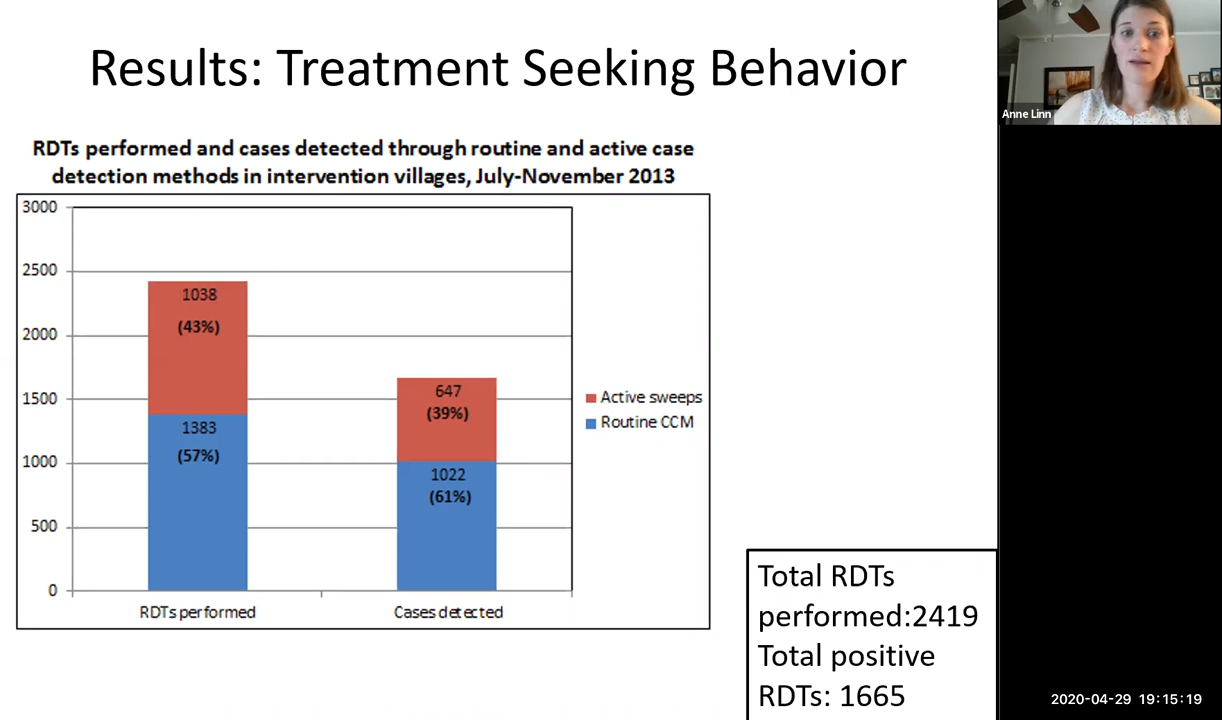 Results: Treatment Seeking Behavior
Anne Linn
RDTs performed and cases detected through routine and active case
detection methods in intervention villages, July-November 2013
3000
2500
2000
1500
1000
500
0
1038
(43%)
1383
(57%)
647
(39%)
1022
(61%)
RDTs performed
Cases detected
Active sweeps
Routine CCM
Total RDTs
performed:2419
Total positive
RDTs: 1665
2020-04-29 19:15:19